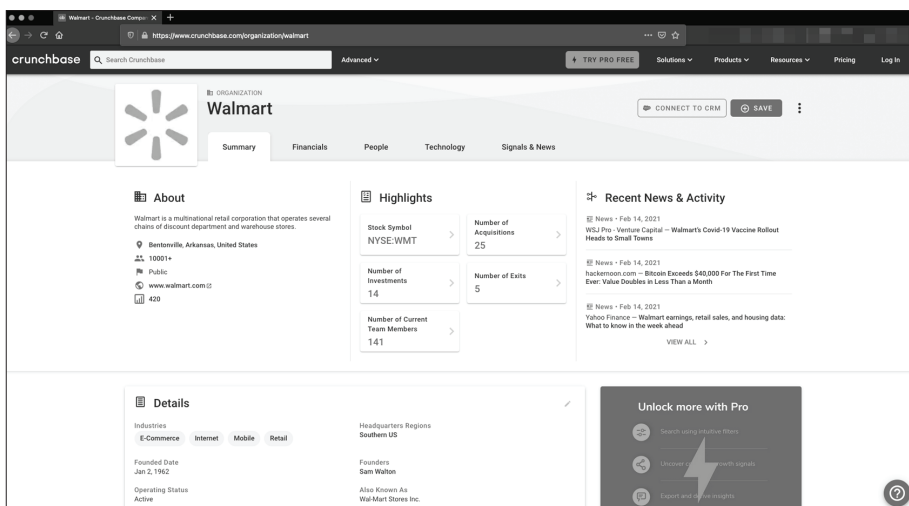 Walmart - Crunchbase Compan
https://www.crunchbase.com/organization/walmart
crunchbase
Search Crunchbase
Advanced
TRY PRO FREE
Solutions
Products
Resources
Pricing
Log In
ORGANIZATION
Walmart
CONNECT TO CRM
SAVE
Summary
Financials
People
Technology
Signals & News
About
Walmart is a multinational retail corporation that operates several
chains of discount department and warehouse stores.
Bentonville, Arkansas, United States
10001+
Public
www.walmart.com
420
Highlights
Stock Symbol
NYSE:WMT
Number of
Acquisitions
25
Number of
Investments
14
Number of Exits
5
Number of Current
Team Members
141
Recent News & Activity
News • Feb 14, 2021
WSJ Pro - Venture Capital — Walmart's Covid-19 Vaccine Rollout
Heads to Small Towns
News • Feb 14, 2021
hackernoon.com — Bitcoin Exceeds $40,000 For The First Time
Ever: Value Doubles in Less Than a Month
News • Feb 14, 2021
Yahoo Finance — Walmart earnings, retail sales, and housing data:
What to know in the week ahead
VIEW ALL
Details
Industries
E-Commerce Internet Mobile Retail
Headquarters Regions
Southern US
Founded Date
Jan 2, 1962
Founders
Sam Walton
Operating Status
Active
Also Known As
Wal-Mart Stores Inc.
Unlock more with Pro
Search using intuitive filters
Uncover growth signals
Export and insights